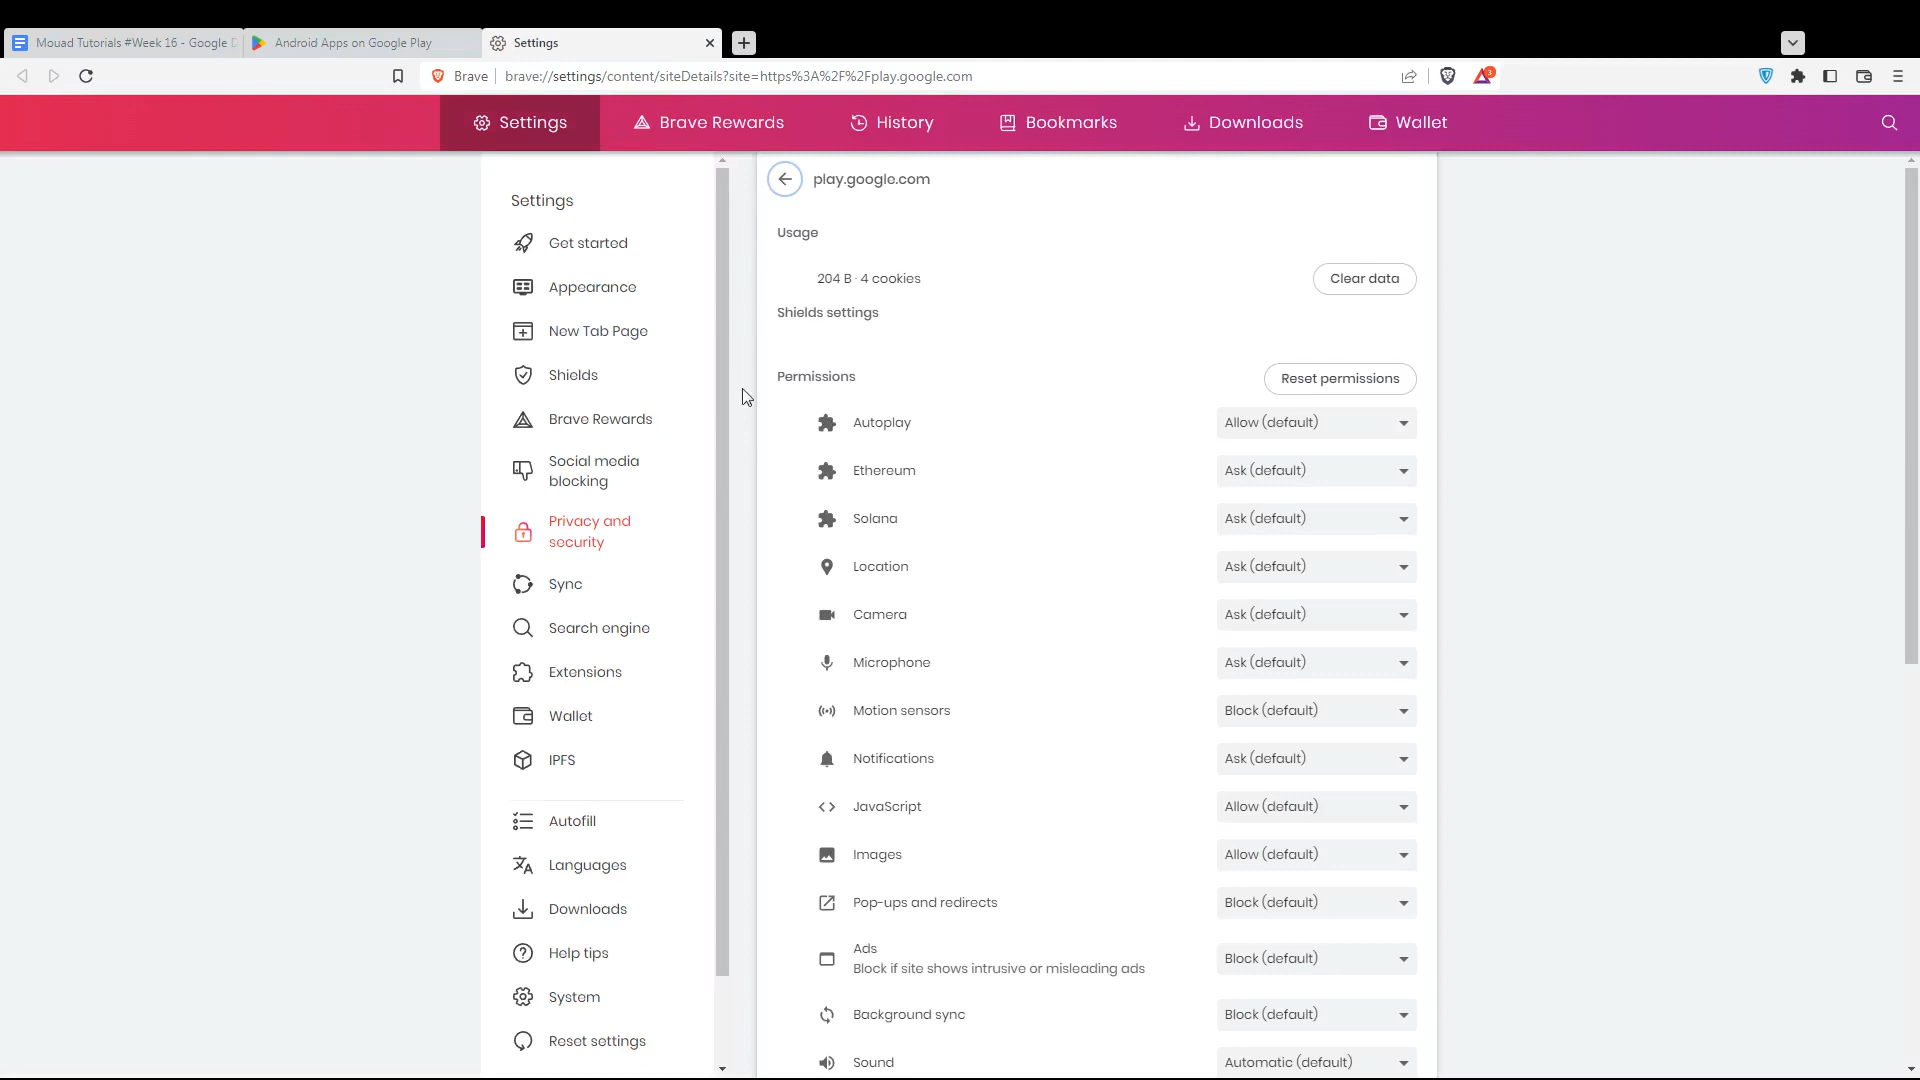 Mouad Tutorials #Week 16 - Google D
Android Apps on Google Play
Settings
Brave
brave://settings/content/siteDetails?site=https%3A%2F%2Fplay.google.com
3
Settings
Brave Rewards
History
Bookmarks
Downloads
Wallet
Settings
Get started
Appearance
New Tab Page
Shields
Brave Rewards
Social media
blocking
Privacy and
security
Sync
Search engine
Extensions
Wallet
IPFS
Autofill
Languages
Downloads
Help tips
System
Reset settings
play.google.com
Usage
204 B · 4 cookies
Clear data
Shields settings
Permissions
Reset permissions
Autoplay
Allow (default)
Ethereum
Ask (default)
Solana
Ask (default)
Location
Ask (default)
Camera
Ask (default)
Microphone
Ask (default)
Motion sensors
Block (default)
Notifications
Ask (default)
JavaScript
Allow (default)
Images
Allow (default)
Pop-ups and redirects
Block (default)
Ads
Block if site shows intrusive or misleading ads
Block (default)
Background sync
Block (default)
Sound
Automatic (default)